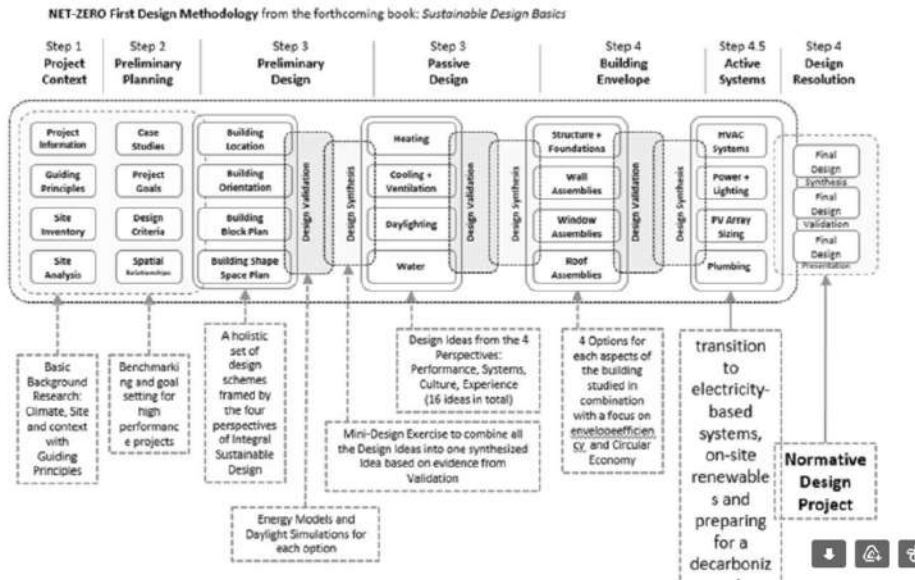 NET-ZERO First Design Methodology from the forthcoming book: Sustainable Design Basics
Step 1
Project
Context
Step 2
Preliminary
Planning
Step 3
Preliminary
Design
Step 3
Passive
Design
Step 4
Building
Envelope
Step 4.5
Active
Systems
Step 4
Design
Resolution
Project
Information
Guiding
Principles
Site
Inventory
Site
Analysis
Case
Studies
Project
Goals
Design
Criteria
Spatial
Relationships
Building
Location
Building
Orientation
Building
Block Plan
Building Shape
Space Plan
Design Validation
Design Synthesis
Heating
Cooling +
Ventilation
Daylighting
Water
Design Validation
Design Synthesis
Structure +
Foundations
Wall
Assemblies
Window
Assemblies
Roof
Assemblies
Design Validation
Design Synthesis
HVAC
Systems
Power +
Lighting
PV Array
Sizing
Plumbing
Final
Design
Synthesis
Final
Design
Validation
Final
Design
Presentation
Basic
Background
Research:
Climate, Site
and context
with
Guiding
Principles
Benchmarki
ng and goal
setting for
high
performanc
e projects
A holistic
set of
design
schemes
framed by
the four
perspectives
of Integral
Sustainable
Design
Energy Models and
Daylight Simulations for
each option
Mini-Design Exercise to combine all
the Design Ideas into one synthesized
Idea based on evidence from
Validation
Design Ideas from the 4
Perspectives:
Performance, Systems,
Culture, Experience
(16 ideas in total)
4 Options for
each aspects of
the building
studied in
combination
with a focus on
envelooeefficien
cy and Circular
Economy
transition
to
electricity-
based
systems,
on-site
renewable
s and
preparing
for a
decarboniz
Normative
Design
Project